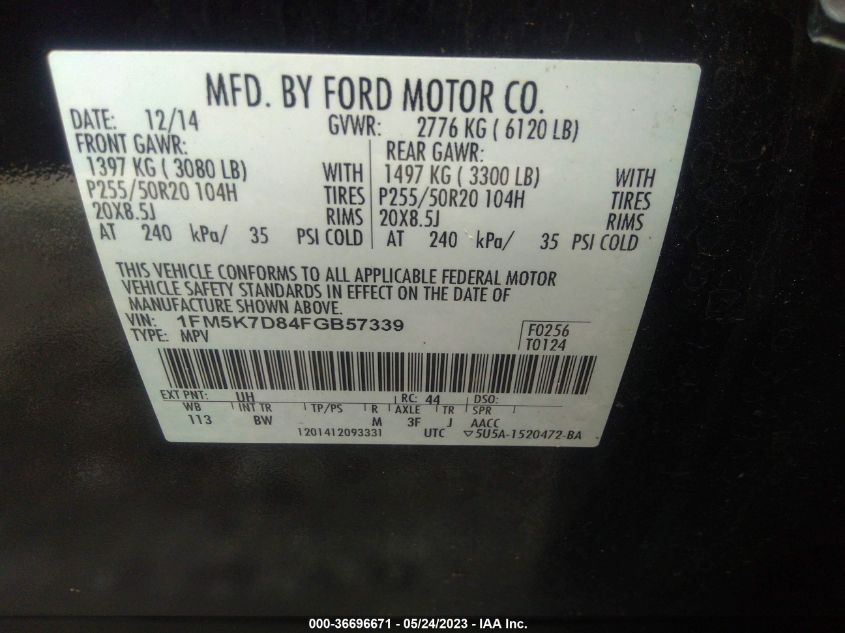 MFD. BY FORD MOTOR CO.
DATE: 12/14 GVWR: 2776 KG ( 6120 LB)
FRONT GAWR: REAR GAWR:
1397 KG ( 3080 LB) WITH 1497 KG ( 3300 LB) WITH
P255/50R20 104H TIRES P255/50R20 104H TIRES
20X8.5J RIMS 20X8.5J RIMS
AT 240 kPa/ 35 PSI COLD AT 240 kPa/ 35 PSI COLD
THIS VEHICLE CONFORMS TO ALL APPLICABLE FEDERAL MOTOR
VEHICLE SAFETY STANDARDS IN EFFECT ON THE DATE OF
MANUFACTURE SHOWN ABOVE.
VIN: 1FM5K7D84FGB57339 F0256
TYPE: MPV T0124
EXT PNT: UH RC: 44 DSO:
WB INT TR TP/PS R AXLE TR SPR
113 BW M 3F J AACC
1201412093331 UTC ▽5U5A-1520472-BA
000-36696671 - 05/24/2023 - IAA Inc.